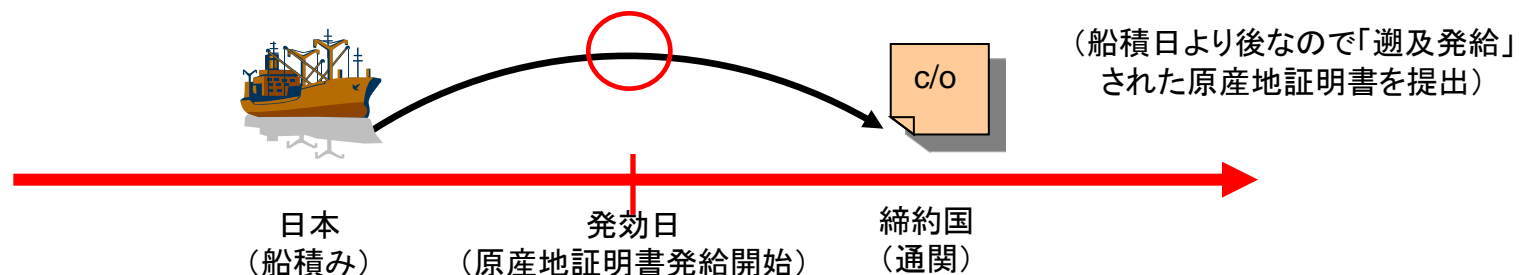 （船積日より後なので「遡及発給」
された原産地証明書を提出）
c/o
日本
（船積み）
発効日
（原産地証明書発給開始）
締約国
（通関）